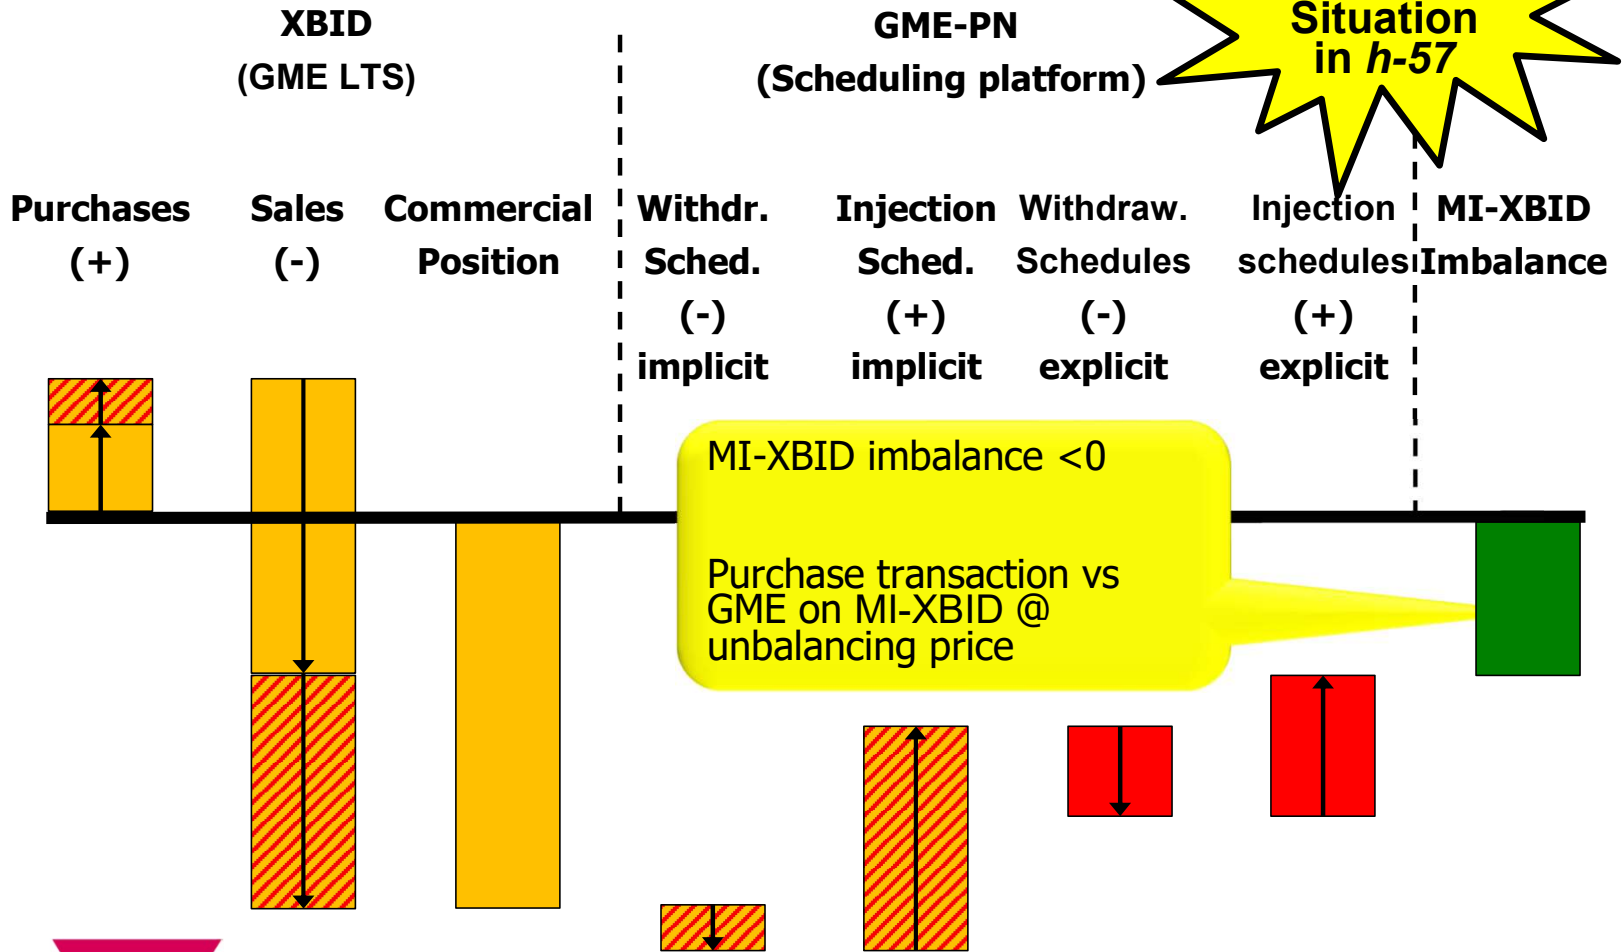 XBID
(GME LTS)
GME-PN
(Scheduling platform)
Situation
in h-57
Purchases
(+)
Sales
(-)
Commercial
Position
Withdr.
Sched.
(-)
implicit
Injection
Sched.
(+)
implicit
Withdraw.
Schedules
(-)
explicit
Injection
schedules
(+)
explicit
MI-XBID
Imbalance
MI-XBID imbalance <0
Purchase transaction vs
GME on MI-XBID @
unbalancing price